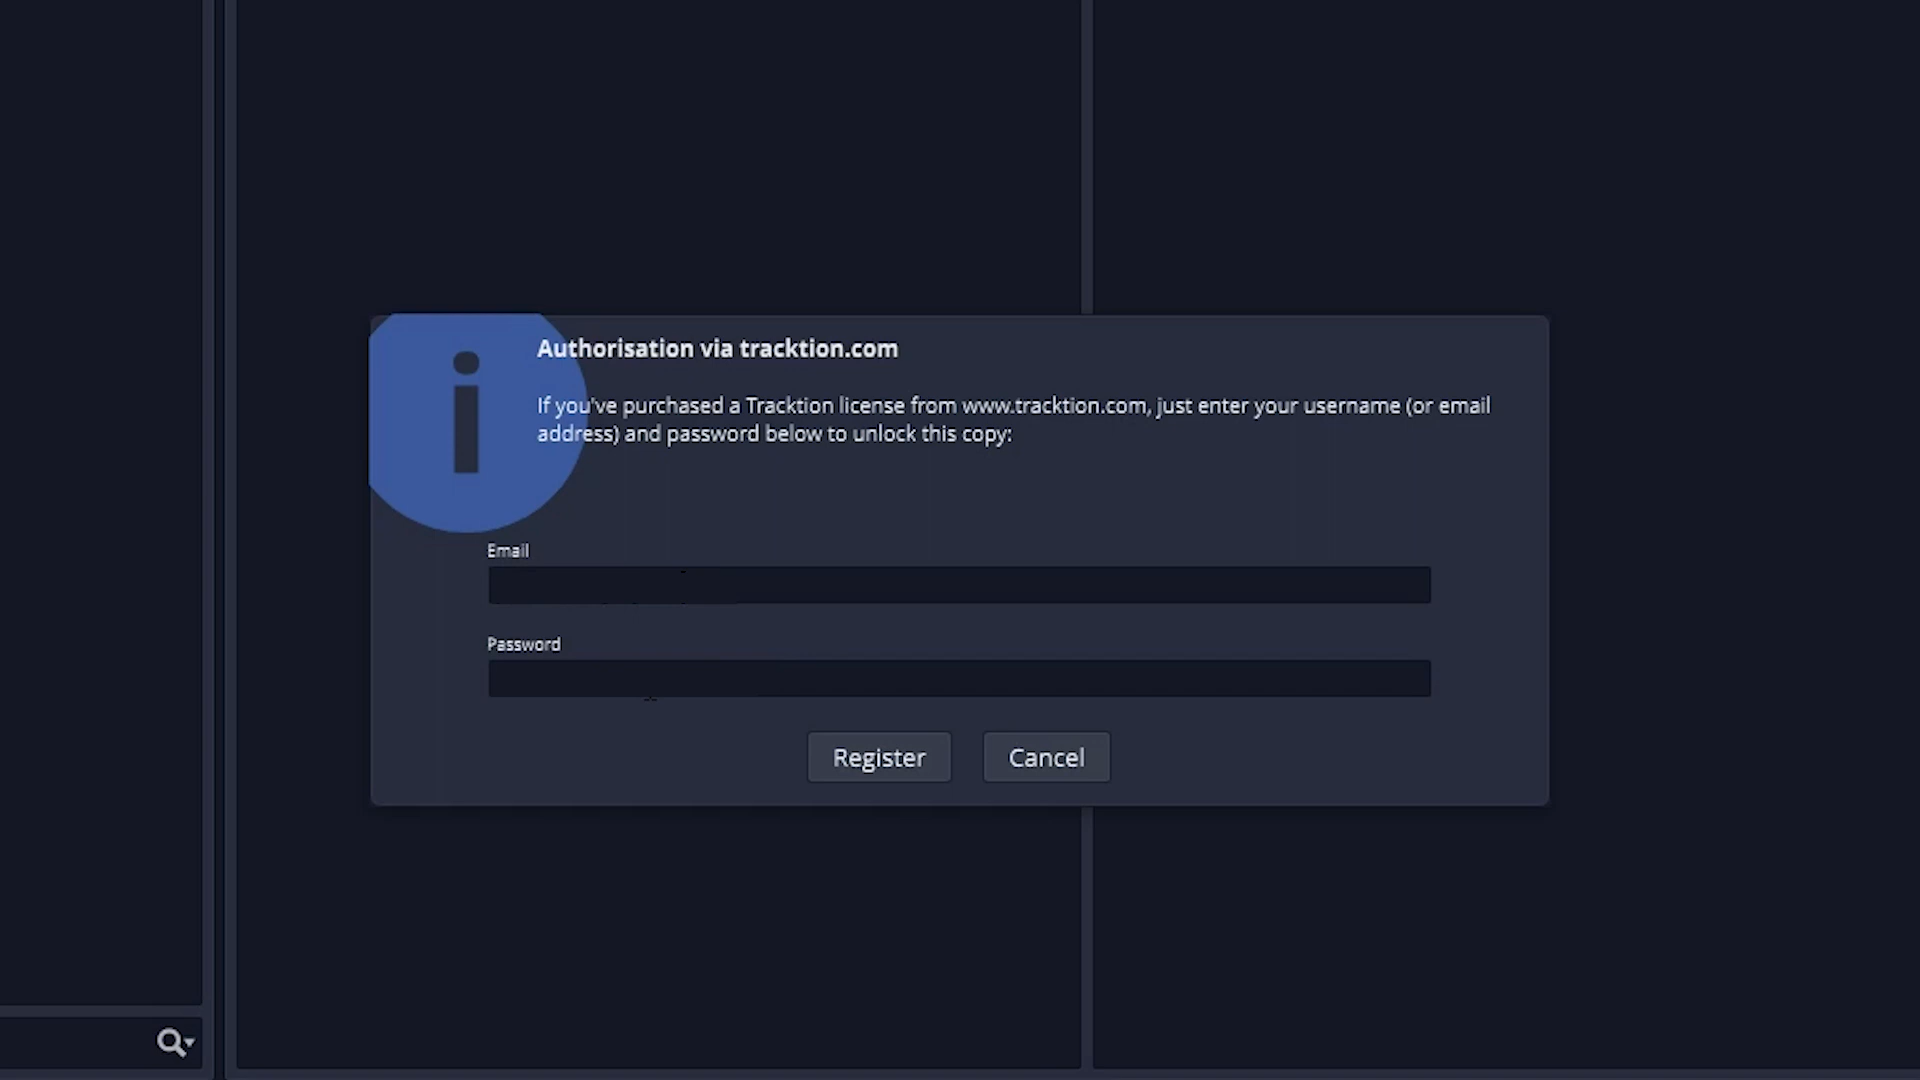 Authorisation via tracktion.com
If you've purchased a Tracktion license from www.tracktion.com, just enter your username (or email
address) and password below to unlock this copy:
Email
Password
Register
Cancel